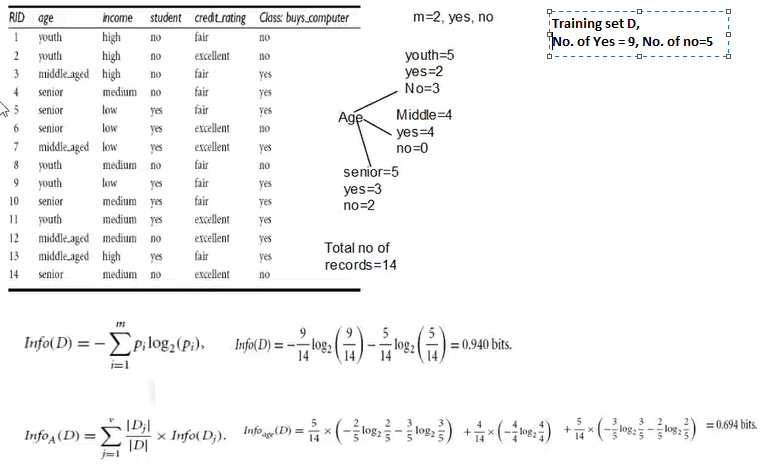 RID age income student credit_rating Class: buys_computer
1 youth high no fair no
2 youth high no excellent no
3 middle_aged high no fair yes
4 senior medium no fair yes
5 senior low yes fair yes
6 senior low yes excellent no
7 middle_aged low yes excellent yes
8 youth medium no fair no
9 youth low yes fair yes
10 senior medium yes fair yes
11 youth medium yes excellent yes
12 middle_aged medium no excellent yes
13 middle_aged high yes fair yes
14 senior medium no excellent no
m=2, yes, no
Training set D,
No. of Yes = 9, No. of no=5
youth=5
yes=2
No=3
Age
Middle=4
yes=4
no=0
senior=5
yes=3
no=2
Total no of
records=14
Info(D) = −∑_{i=1}^{m} p_i log₂(p_i), Info(D) = −9/14 log₂(9/14) − 5/14 log₂(5/14) = 0.940 bits.
Info_A(D) = ∑_{j=1}^{v} |D_j|/|D| × Info(D_j). Info_age(D) = 5/14 × (−2/5 log₂ 2/5 − 3/5 log₂ 3/5) + 4/14 × (−4/4 log₂ 4/4) + 5/14 × (−3/5 log₂ 3/5 − 2/5 log₂ 2/5) = 0.694 bits.